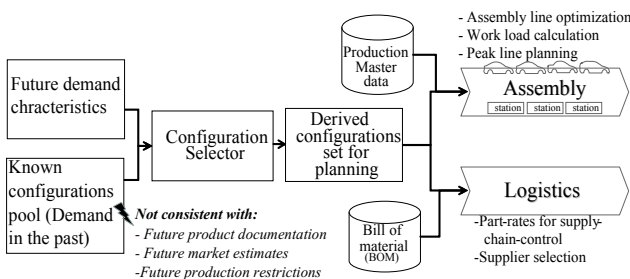 Future demand
chracteristics
Known
configurations
pool (Demand
in the past)
Not consistent with:
- Future product documentation
- Future market estimates
-Future production restrictions
Configuration
Selector
Derived
configurations
set for
planning
Production
Master
data
Bill of
material
(BOM)
- Assembly line optimization
- Work load calculation
- Peak line planning
Assembly
station station station
Logistics
-Part-rates for supply-
chain-control
-Supplier selection